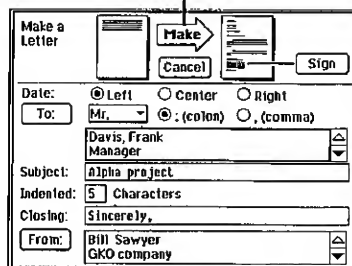 Make a
Letter
Make
Cancel
Sign
Date: Left Center Right
To: Mr. : (colon) , (comma)
Davis, Frank
Manager
Subject: Alpha project
Indented: 5 Characters
Closing: Sincerely,
From: Bill Sawyer
GKO company